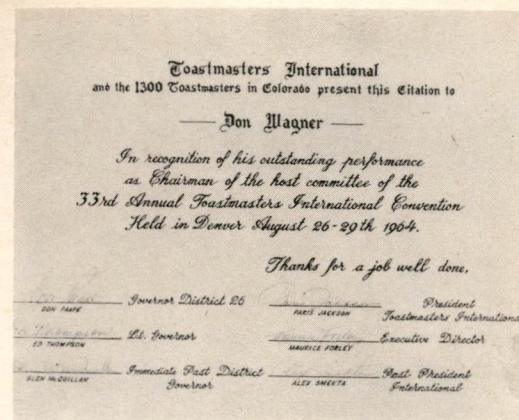 Toastmasters International
and the 1300 Toastmasters in Colorado present this Citation to
Don Wagner
In recognition of his outstanding performance
as Chairman of the host committee of the
33rd Annual Toastmasters International Convention
Held in Denver August 26-29th 1964.
Thanks for a job well done,
DON PAAPE Governor District 26
PARIS JACKSON President Toastmasters Internationa
Thompson
ED THOMPSON Lt. Governor
MAURICE FORLEY Executive Director
GLEN McQUILLAN Immediate Past District Governor
ALEX SMEKTA Past President International